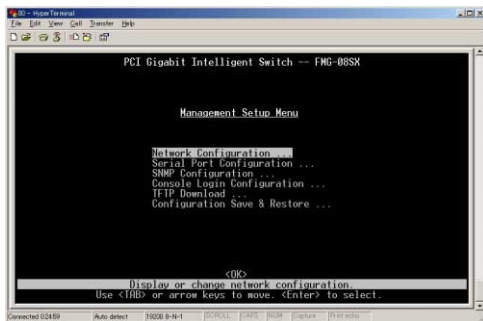 80 - HyperTerminal
File Edit View Call Transfer Help
PCI Gigabit Intelligent Switch -- FMG-08SX
Management Setup Menu
Network Configuration ...
Serial Port Configuration ...
SNMP Configuration ...
Console Login Configuration ...
TFTP Download ...
Configuration Save & Restore ...
<OK>
Display or change network configuration.
Use <TAB> or arrow keys to move. <Enter> to select.
Connected 0:24:59 Auto detect 19200 8-N-1 SCROLL CAPS NUM Capture Print echo